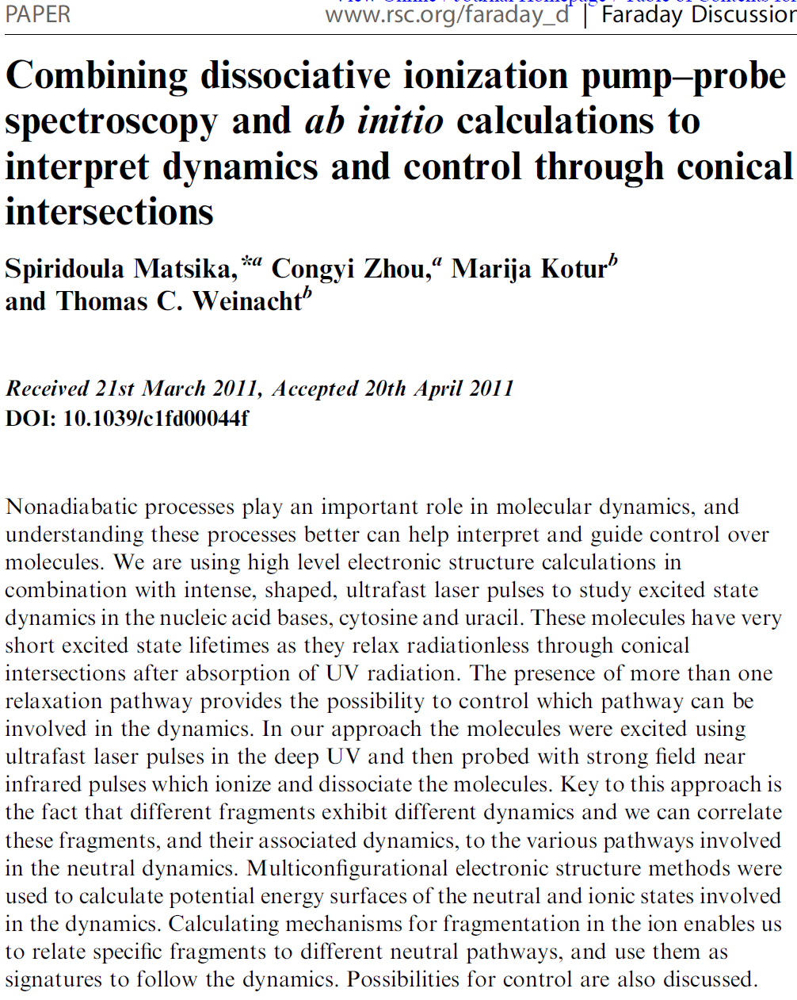 View Online / Journal Homepage / Table of Contents for
PAPER www.rsc.org/faraday_d | Faraday Discussion
Combining dissociative ionization pump–probe
spectroscopy and ab initio calculations to
interpret dynamics and control through conical
intersections
Spiridoula Matsika,*a Congyi Zhou,a Marija Koturb
and Thomas C. Weinachtb
Received 21st March 2011, Accepted 20th April 2011
DOI: 10.1039/c1fd00044f
Nonadiabatic processes play an important role in molecular dynamics, and
understanding these processes better can help interpret and guide control over
molecules. We are using high level electronic structure calculations in
combination with intense, shaped, ultrafast laser pulses to study excited state
dynamics in the nucleic acid bases, cytosine and uracil. These molecules have very
short excited state lifetimes as they relax radiationless through conical
intersections after absorption of UV radiation. The presence of more than one
relaxation pathway provides the possibility to control which pathway can be
involved in the dynamics. In our approach the molecules were excited using
ultrafast laser pulses in the deep UV and then probed with strong field near
infrared pulses which ionize and dissociate the molecules. Key to this approach is
the fact that different fragments exhibit different dynamics and we can correlate
these fragments, and their associated dynamics, to the various pathways involved
in the neutral dynamics. Multiconfigurational electronic structure methods were
used to calculate potential energy surfaces of the neutral and ionic states involved
in the dynamics. Calculating mechanisms for fragmentation in the ion enables us
to relate specific fragments to different neutral pathways, and use them as
signatures to follow the dynamics. Possibilities for control are also discussed.